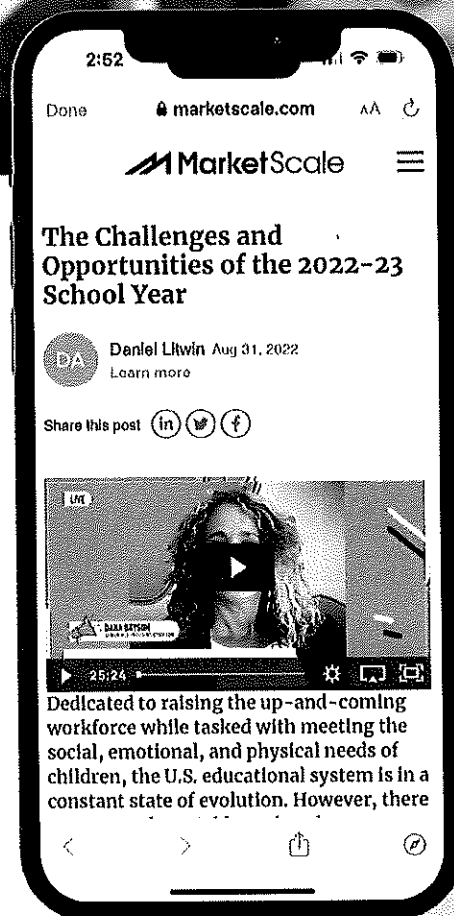 2:52
Done marketscale.com AA
MarketScale
The Challenges and
Opportunities of the 2022-23
School Year
DA
Daniel Litwin Aug 31, 2022
Learn more
Share this post in f
LIVE
DANA BRYSON
25:24
Dedicated to raising the up-and-coming
workforce while tasked with meeting the
social, emotional, and physical needs of
children, the U.S. educational system is in a
constant state of evolution. However, there